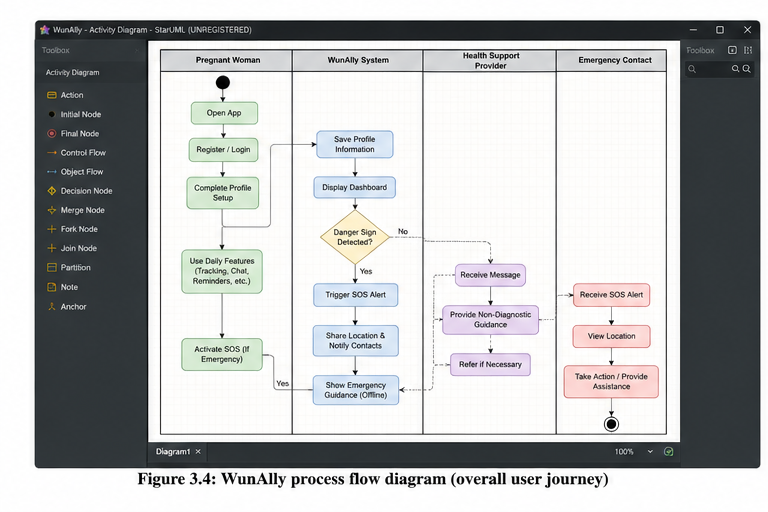 WunAlly - Activity Diagram - StarUML (UNREGISTERED)
Toolbox
Activity Diagram
Action
Initial Node
Final Node
Control Flow
Object Flow
Decision Node
Merge Node
Fork Node
Join Node
Partition
Note
Anchor
Toolbox
Pregnant Woman
WunAlly System
Health Support
Provider
Emergency Contact
Open App
Register / Login
Complete Profile
Setup
Use Daily Features
(Tracking, Chat,
Reminders, etc.)
Activate SOS (If
Emergency)
Yes
Save Profile
Information
Display Dashboard
Danger Sign
Detected?
No
Yes
Trigger SOS Alert
Share Location &
Notify Contacts
Show Emergency
Guidance (Offline)
Receive Message
Provide Non-Diagnostic
Guidance
Refer if Necessary
Receive SOS Alert
View Location
Take Action / Provide
Assistance
Diagram1 ×
100%
Figure 3.4: WunAlly process flow diagram (overall user journey)